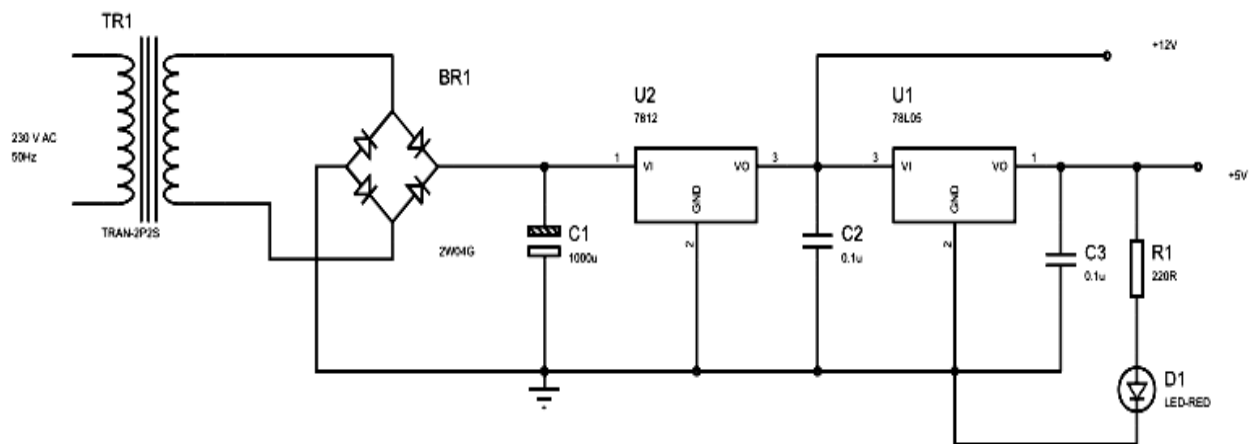 TR1
230 V AC
50Hz
TRAN-2P2S
BR1
2W04G
C1
1000u
U2
7812
1
VI
VO
3
GND
2
C2
0.1u
U1
78L05
3
VI
VO
1
GND
2
+12V
+5V
C3
0.1u
R1
220R
D1
LED-RED